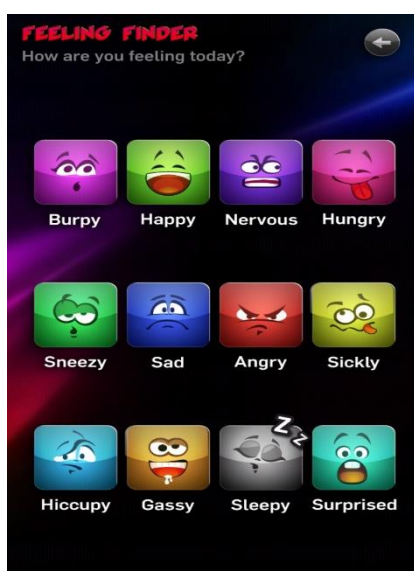 FEELING FINDER
How are you feeling today?
Burpy Happy Nervous Hungry
Sneezy Sad Angry Sickly
Z z
Hiccupy Gassy Sleepy Surprised